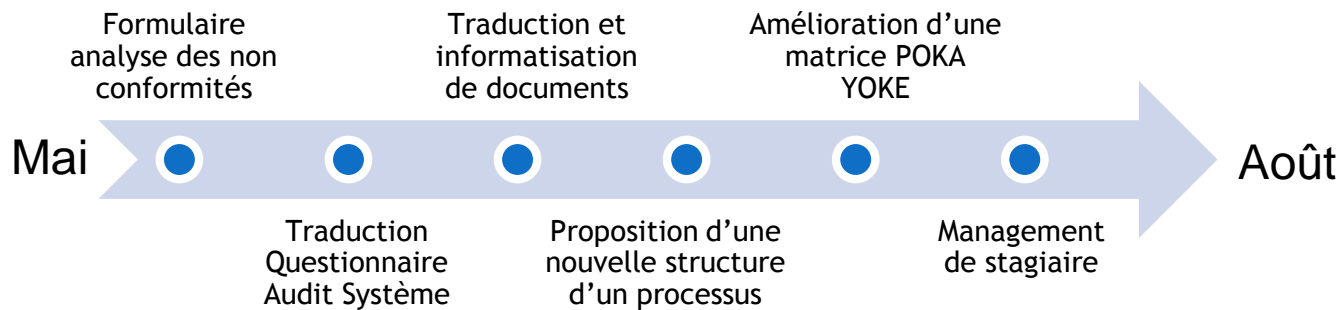 Mai
Formulaire
analyse des non
conformités
Traduction
Questionnaire
Audit Système
Traduction et
informatisation
de documents
Proposition d’une
nouvelle structure
d’un processus
Amélioration d’une
matrice POKA
YOKE
Management
de stagiaire
Août